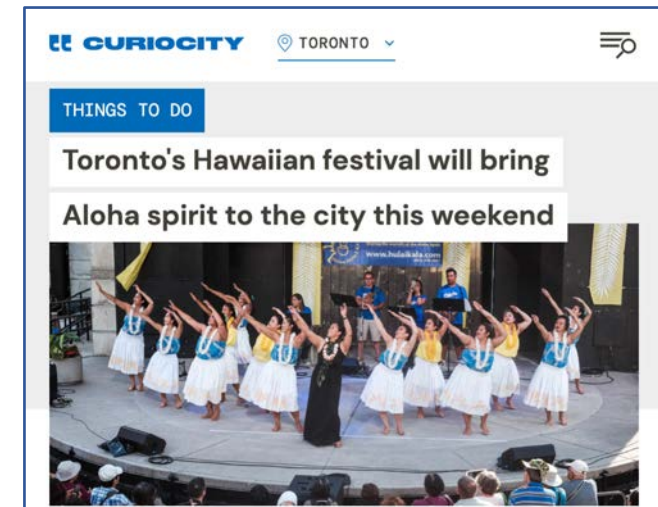 CURIOCITY
TORONTO
THINGS TO DO
Toronto's Hawaiian festival will bring
Aloha spirit to the city this weekend
www.hulaikala.com